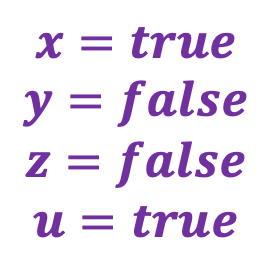 x = true
y = false
z = false
u = true